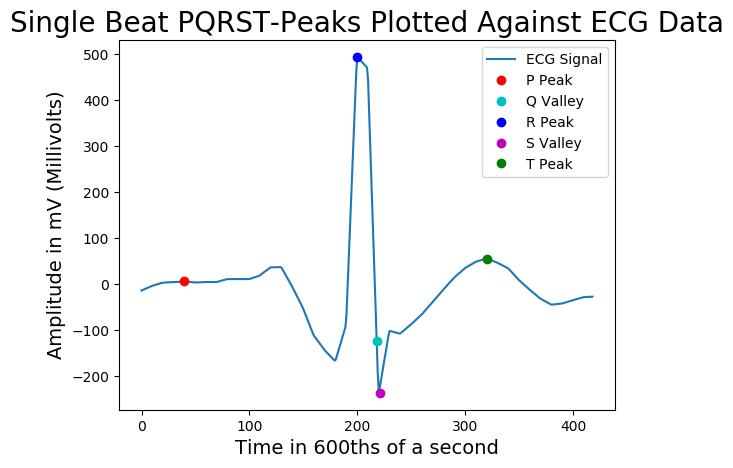 Single Beat PQRST-Peaks Plotted Against ECG Data
Amplitude in mV (Millivolts)
500
400
300
200
100
0
−100
−200
ECG Signal
P Peak
Q Valley
R Peak
S Valley
T Peak
0 100 200 300 400
Time in 600ths of a second